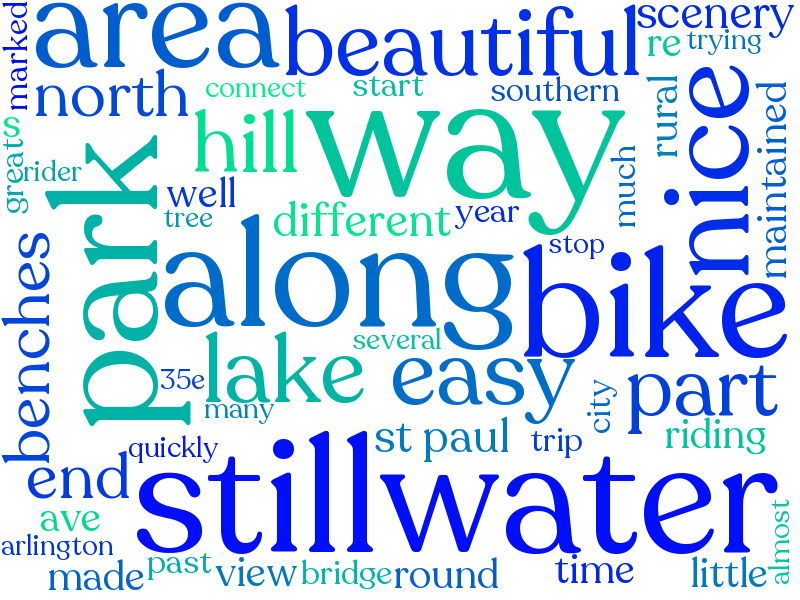 marked
area
beautiful
scenery
re
trying
north
connect
start
southern
nice
rural
maintained
s
greats
rider
hill
way
much
park
well
tree
different
year
stop
benches
along
bike
several
35e
lake
many
easy
city
part
quickly
st paul
trip
riding
end
stillwater
ave
arlington
made
past
view
bridge
round
time
little
almost